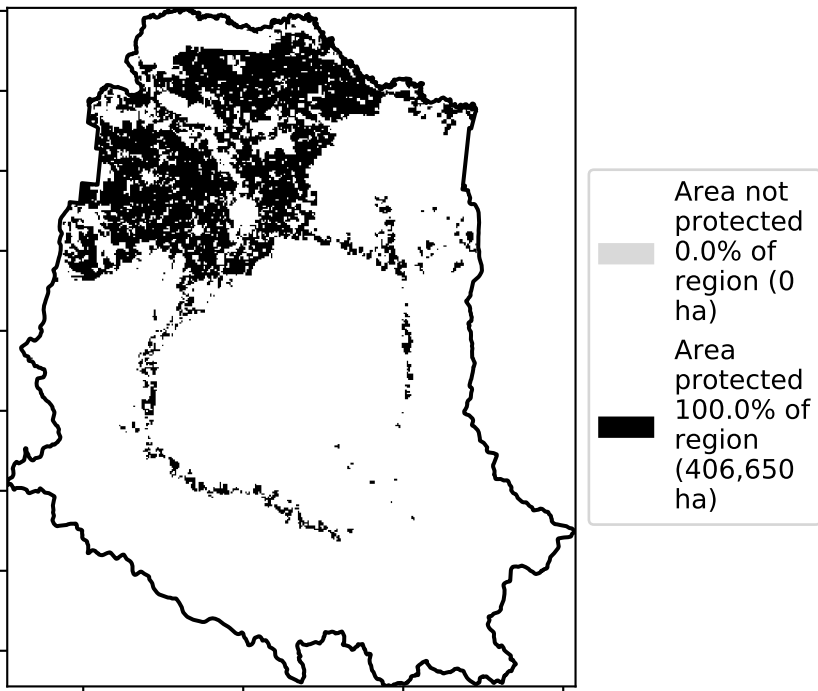 Area not
protected
0.0% of
region (0
ha)
Area
protected
100.0% of
region
(406,650
ha)